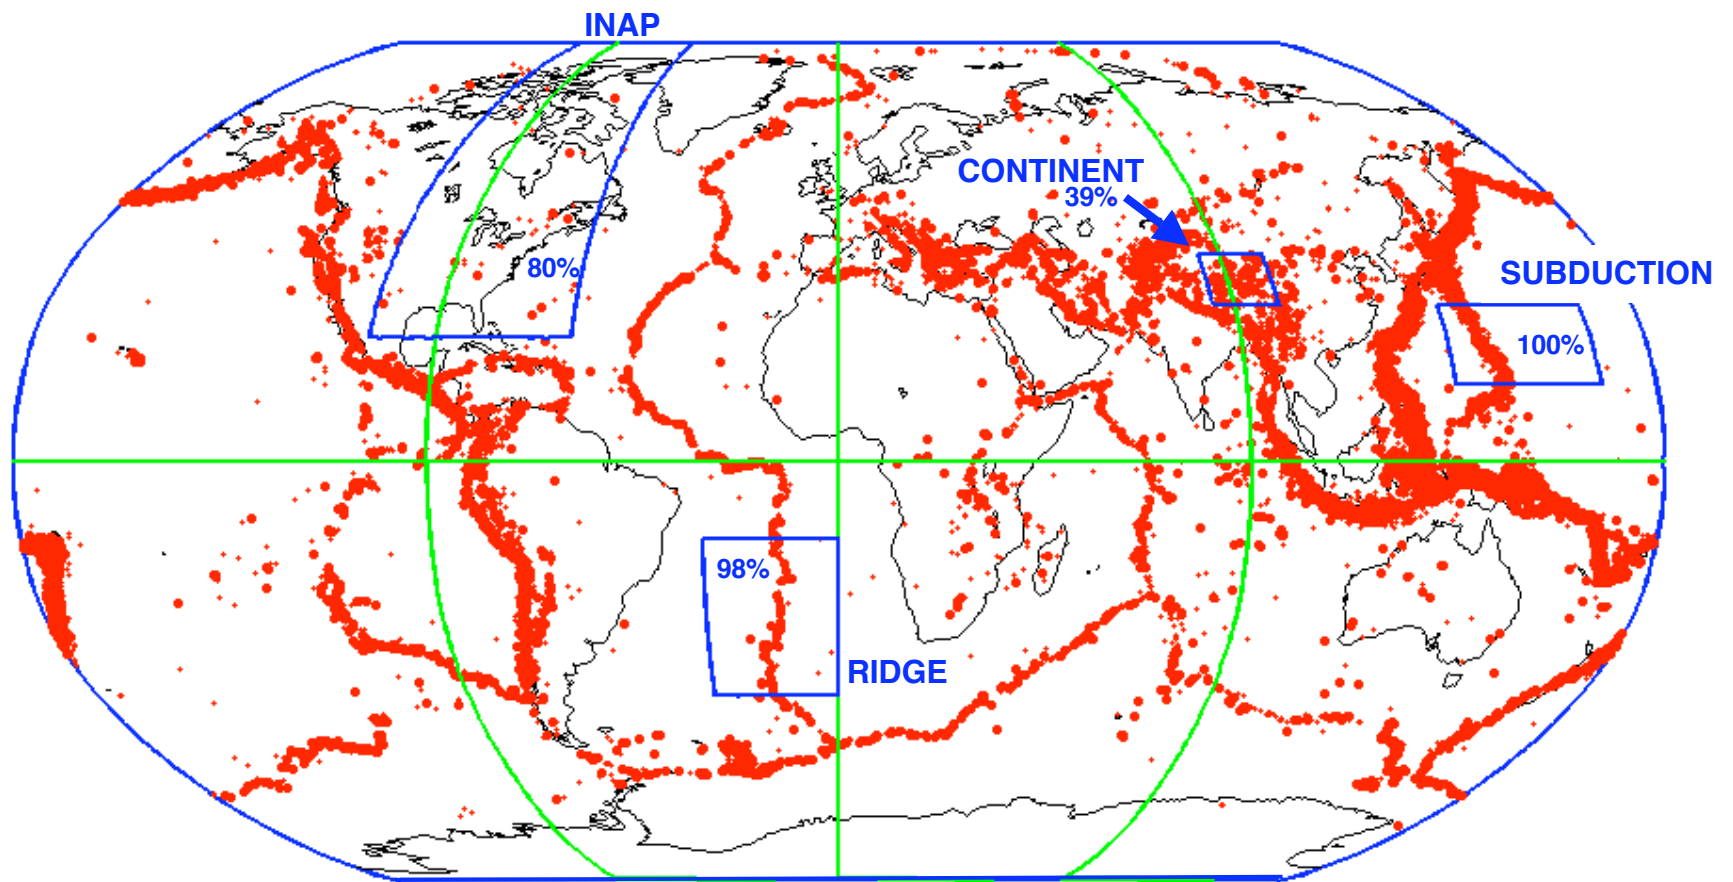 INAP
CONTINENT
39%
80%
SUBDUCTION
100%
98%
RIDGE